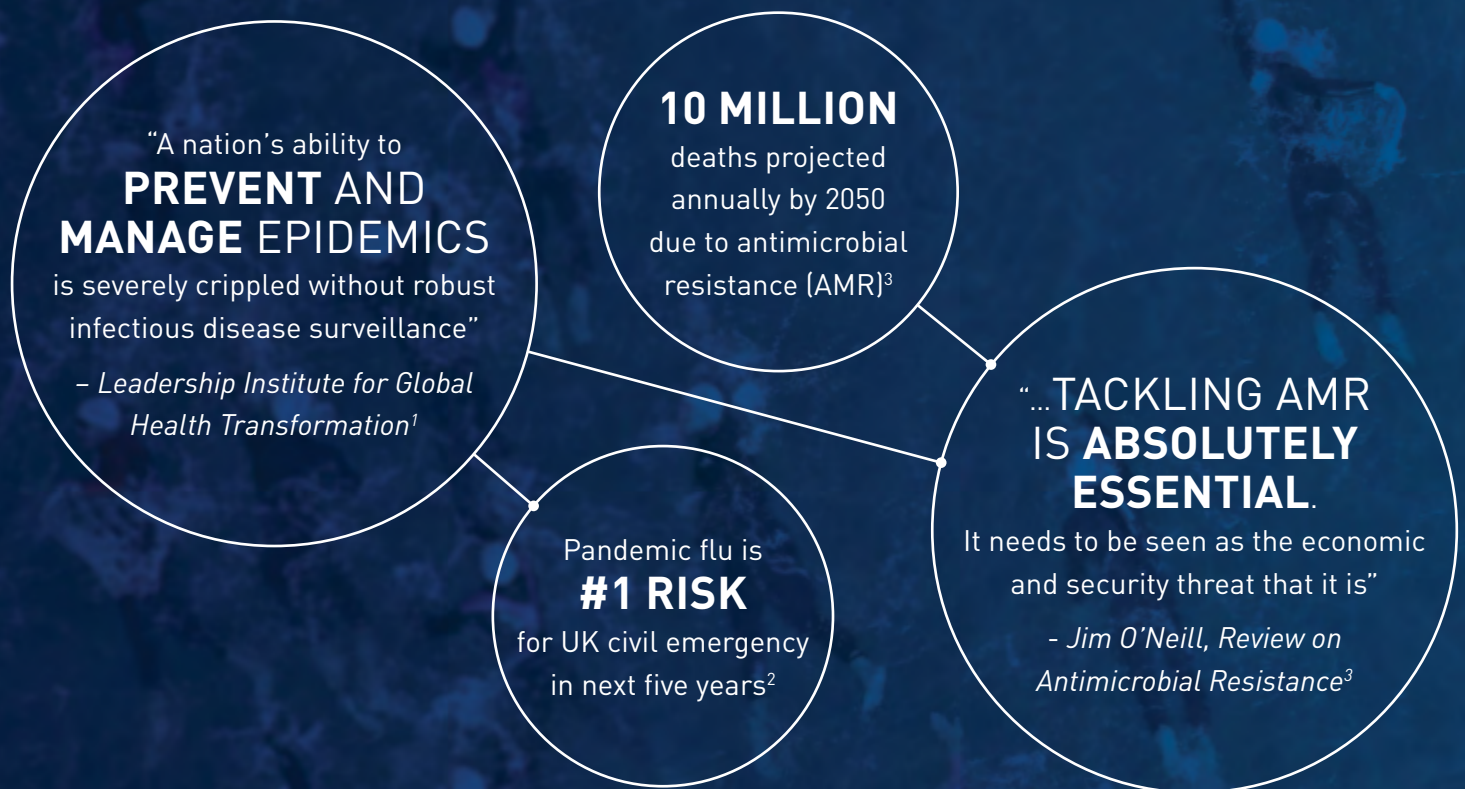 “A nation’s ability to
PREVENT AND
MANAGE EPIDEMICS
is severely crippled without robust
infectious disease surveillance”
– Leadership Institute for Global
Health Transformation¹
10 MILLION
deaths projected
annually by 2050
due to antimicrobial
resistance (AMR)³
Pandemic flu is
#1 RISK
for UK civil emergency
in next five years²
“...TACKLING AMR
IS ABSOLUTELY
ESSENTIAL.
It needs to be seen as the economic
and security threat that it is”
- Jim O’Neill, Review on
Antimicrobial Resistance³